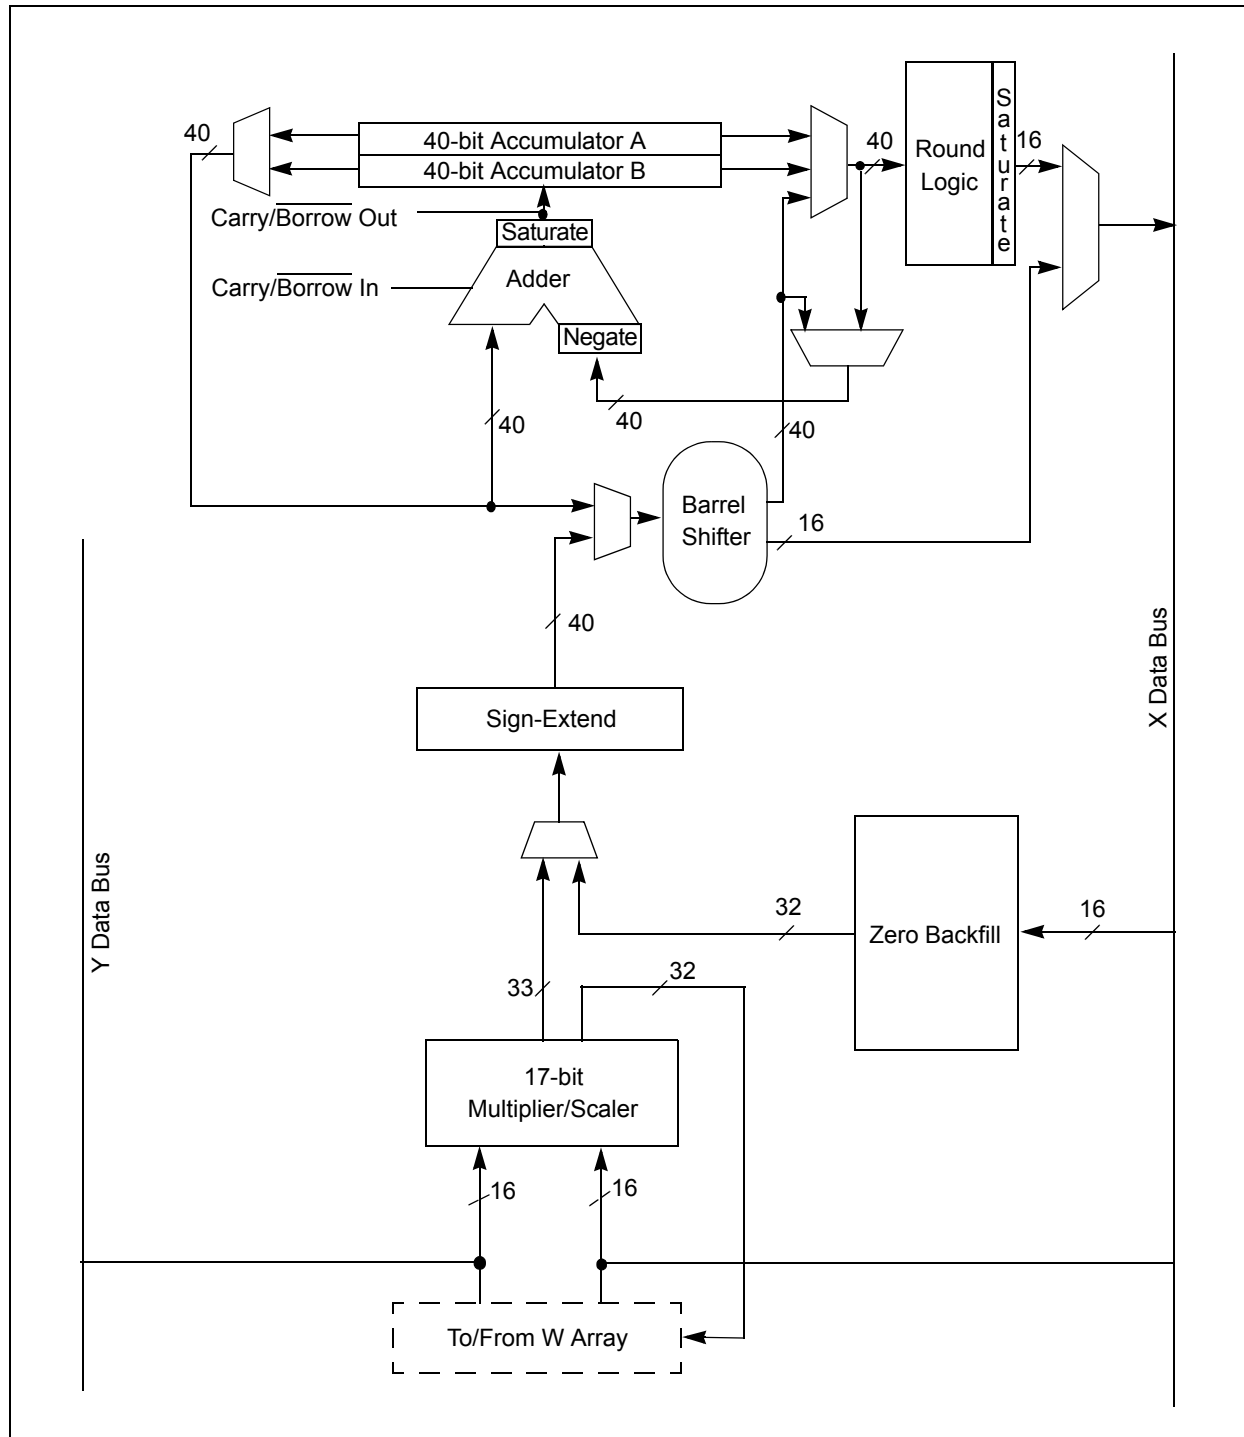 40
40-bit Accumulator A
40-bit Accumulator B
40
Round
Logic
Saturate
16
Carry/Borrow Out
Saturate
Carry/Borrow In
Adder
Negate
40
40
40
Barrel
Shifter
16
40
Sign-Extend
X Data Bus
Y Data Bus
32
Zero Backfill
16
33
32
17-bit
Multiplier/Scaler
16
16
To/From W Array